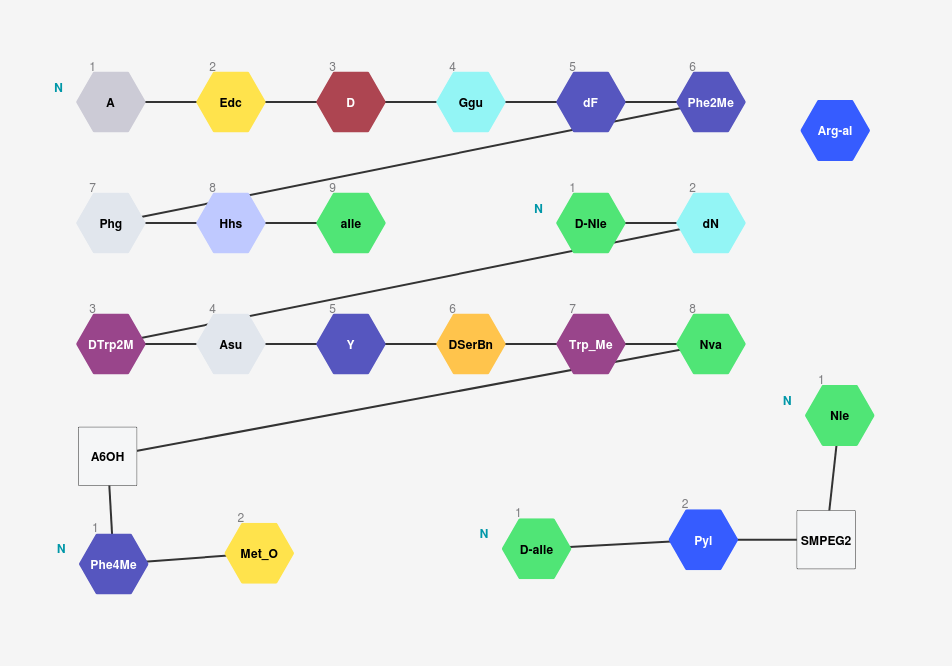 1 2 3 4 5 6
N A Edc D Ggu dF Phe2Me
Arg-al
7 8 9 1 2
N
Phg Hhs aIle D-Nle dN
3 4 5 6 7 8
DTrp2M Asu Y DSerBn Trp_Me Nva
1
N Nle
A6OH
1 2
N Phe4Me Met_O
1 2
N D-aIle Pyl SMPEG2